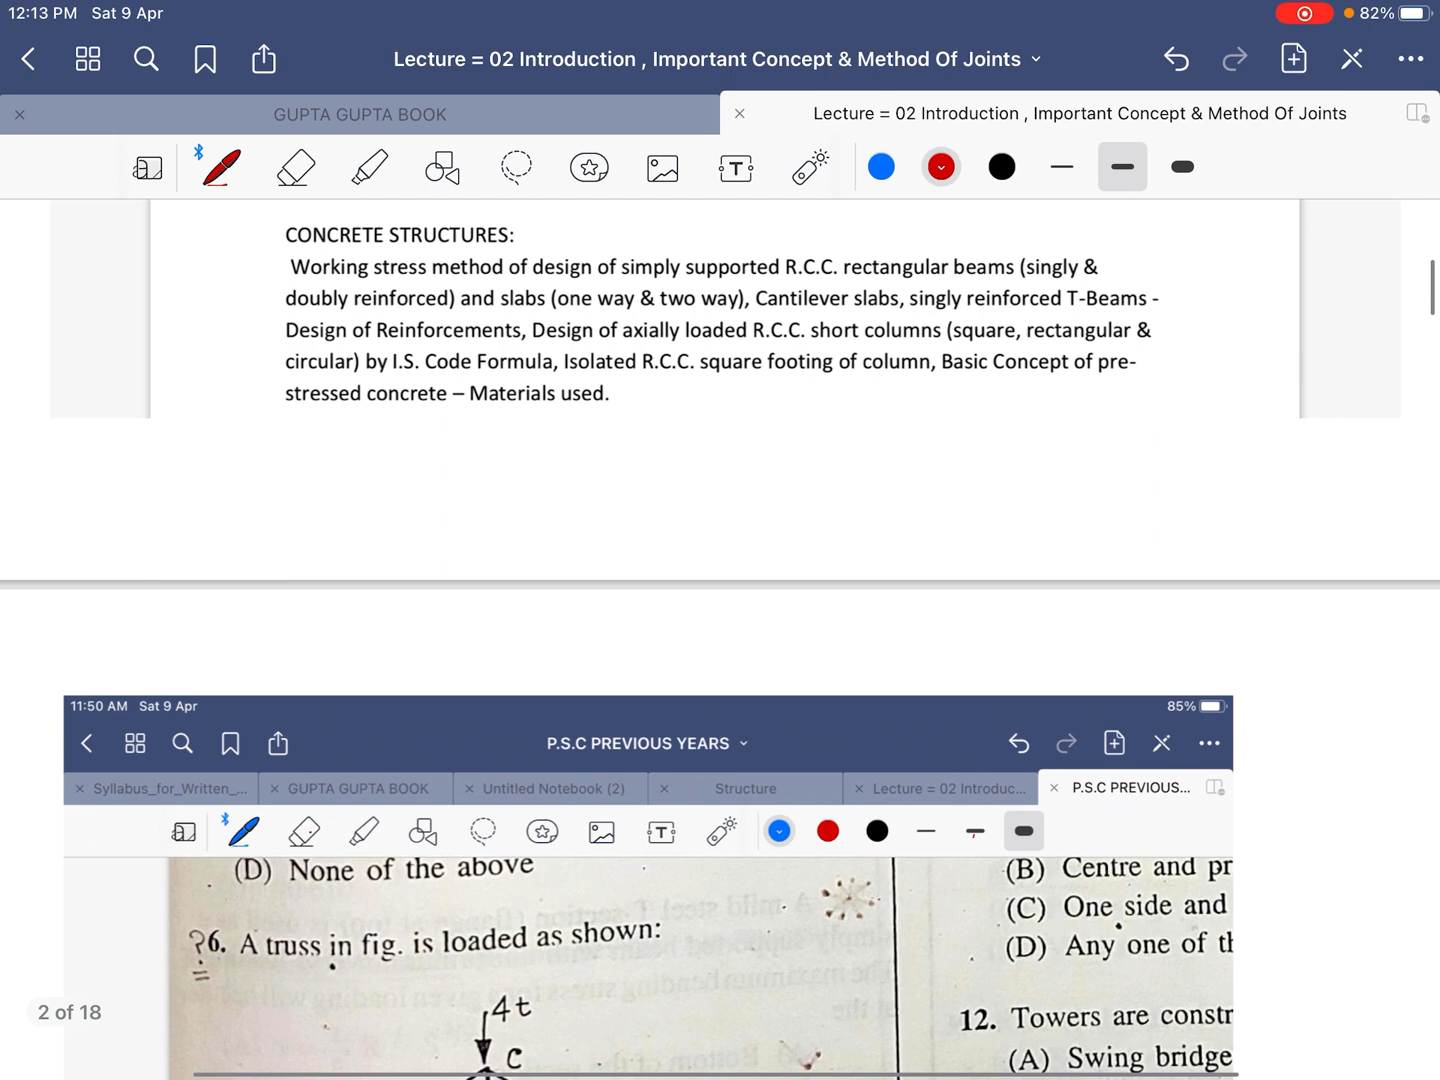 12:13 PM Sat 9 Apr
82%
Lecture = 02 Introduction , Important Concept & Method Of Joints
GUPTA GUPTA BOOK
Lecture = 02 Introduction , Important Concept & Method Of Joints
T
CONCRETE STRUCTURES:
Working stress method of design of simply supported R.C.C. rectangular beams (singly &
doubly reinforced) and slabs (one way & two way), Cantilever slabs, singly reinforced T-Beams -
Design of Reinforcements, Design of axially loaded R.C.C. short columns (square, rectangular &
circular) by I.S. Code Formula, Isolated R.C.C. square footing of column, Basic Concept of pre-
stressed concrete – Materials used.
11:50 AM Sat 9 Apr
85%
P.S.C PREVIOUS YEARS
Syllabus_for_Written_...
GUPTA GUPTA BOOK
Untitled Notebook (2)
Structure
Lecture = 02 Introduc...
P.S.C PREVIOUS...
T
(D) None of the above
?6. A truss in fig. is loaded as shown:
4t
C
(B) Centre and pr
(C) One side and
(D) Any one of th
12. Towers are constr
(A) Swing bridge
2 of 18